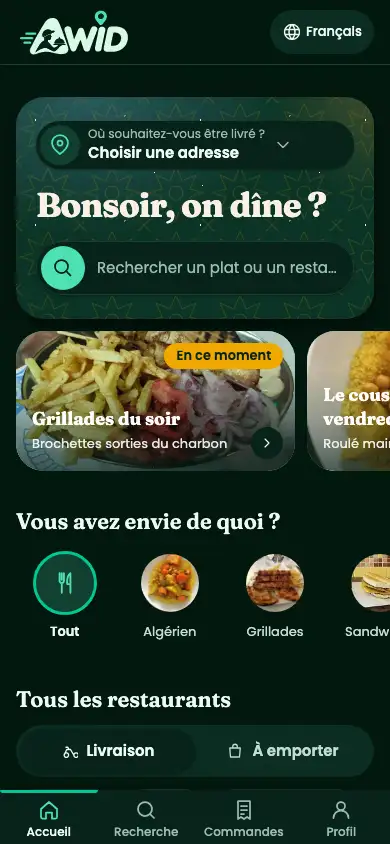 AWiD
Français
Où souhaitez-vous être livré ?
Choisir une adresse
Bonsoir, on dîne ?
Rechercher un plat ou un resta…
En ce moment
Grillades du soir
Brochettes sorties du charbon
Le cous
vendred
Roulé mai
Vous avez envie de quoi ?
Tout
Algérien
Grillades
Sandw
Tous les restaurants
Livraison
À emporter
Accueil
Recherche
Commandes
Profil